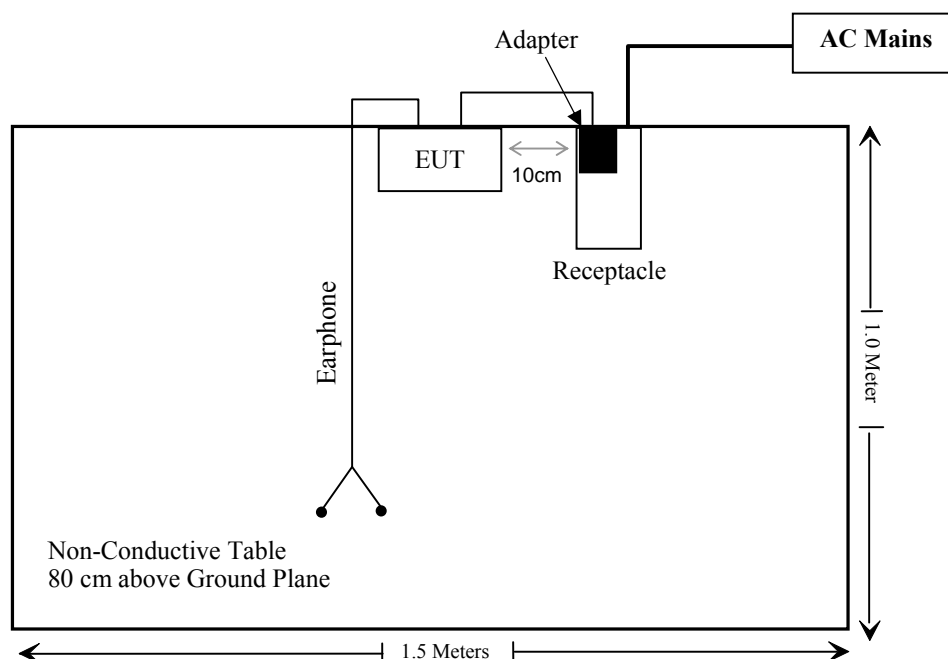 AC Mains
Adapter
EUT
10cm
Receptacle
Earphone
1.0 Meter
Non-Conductive Table
80 cm above Ground Plane
1.5 Meters